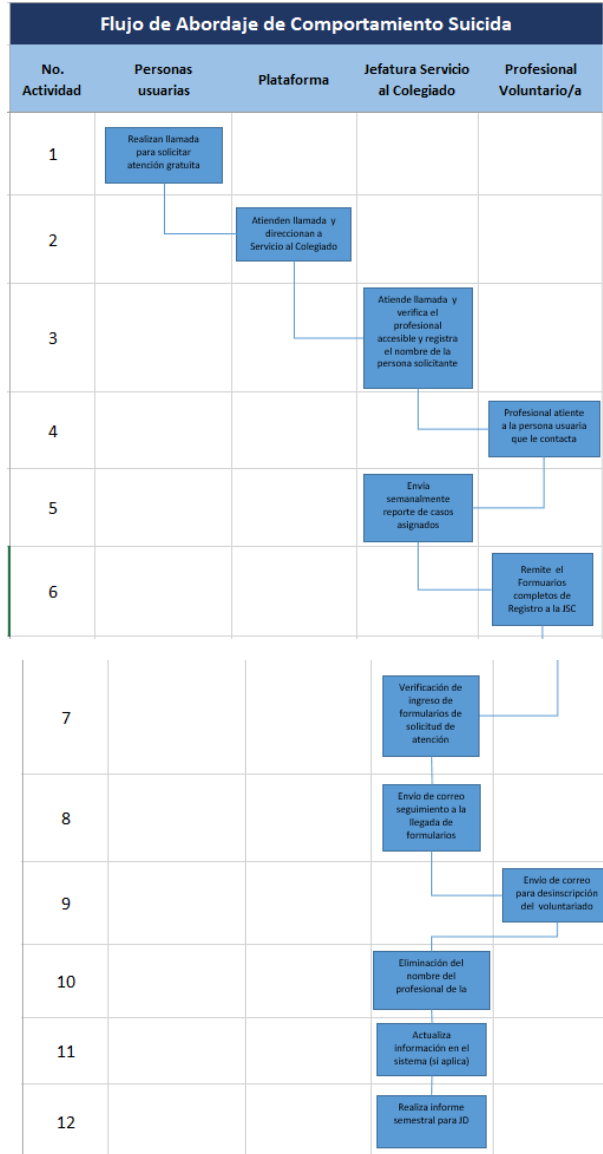 Flujo de Abordaje de Comportamiento Suicida
No.
Actividad
Personas
usuarias
Plataforma
Jefatura Servicio
al Colegiado
Profesional
Voluntario/a
1
Realizan llamada
para solicitar
atención gratuita
2
Atienden llamada y
direccionan a
Servicio al Colegiado
3
Atiende llamada y
verifica el
profesional
accesible y registra
el nombre de la
persona solicitante
4
Profesional atiente
a la persona usuaria
que le contacta
5
Envía
semanalmente
reporte de casos
asignados
6
Remite el
Formuarios
completos de
Registro a la JSC
7
Verificación de
ingreso de
formularios de
solicitud de
atención
8
Envío de correo
seguimiento a la
llegada de
formularios
9
Envío de correo
para desinscripción
del voluntariado
10
Eliminación del
nombre del
profesional de la
11
Actualiza
información en el
sistema (si aplica)
12
Realiza informe
semestral para JD